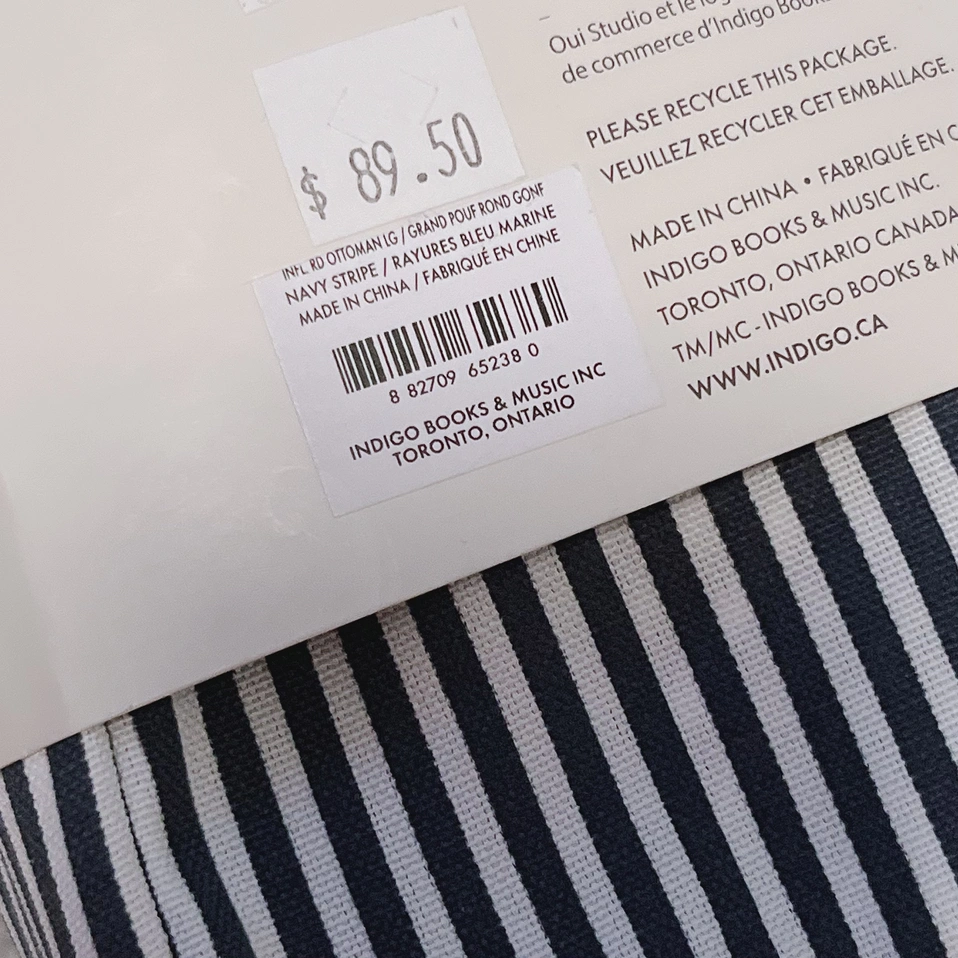 $ 89.50
INFL RD OTTOMAN LG / GRAND POUF ROND GONF
NAVY STRIPE / RAYURES BLEU MARINE
MADE IN CHINA / FABRIQUÉ EN CHINE
8 82709 65238 0
INDIGO BOOKS & MUSIC INC
TORONTO, ONTARIO
Oui Studio et le
de commerce d'Indigo
PLEASE RECYCLE THIS PACKAGE.
VEUILLEZ RECYCLER CET EMBALLAGE.
MADE IN CHINA • FABRIQUÉ EN
INDIGO BOOKS & MUSIC INC.
TORONTO, ONTARIO CANADA
TM/MC - INDIGO BOOKS &
WWW.INDIGO.CA